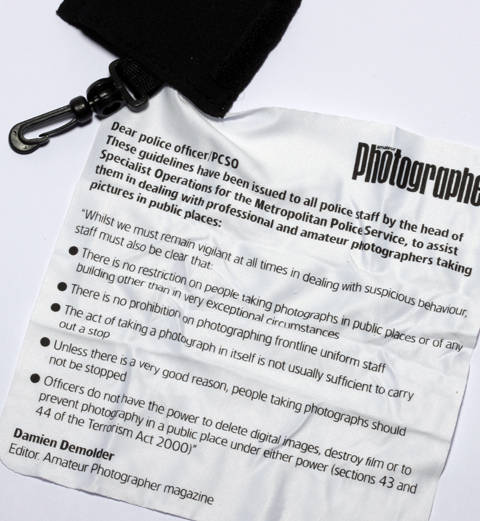 amateur
Photographe
Dear police officer/PCSO
These guidelines have been issued to all police staff by the head of
Specialist Operations for the Metropolitan Police Service, to assist
them in dealing with professional and amateur photographers taking
pictures in public places:
"Whilst we must remain vigilant at all times in dealing with suspicious behaviour,
staff must also be clear that:
● There is no restriction on people taking photographs in public places or of any
building other than in very exceptional circumstances
● There is no prohibition on photographing frontline uniform staff
● The act of taking a photograph in itself is not usually sufficient to carry
out a stop
● Unless there is a very good reason, people taking photographs should
not be stopped
● Officers do not have the power to delete digital images, destroy film or to
prevent photography in a public place under either power (sections 43 and
44 of the Terrorism Act 2000)"
Damien Demolder
Editor. Amateur Photographer magazine